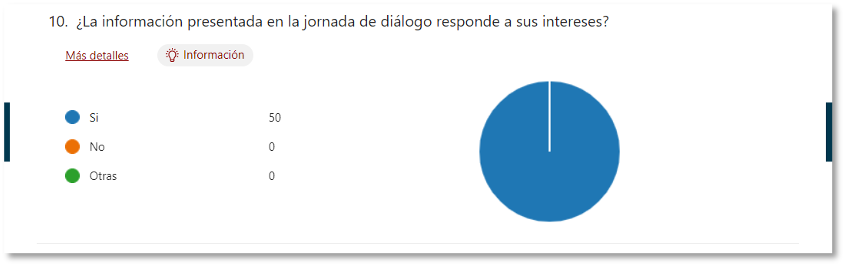 10. ¿La información presentada en la jornada de diálogo responde a sus intereses?
Más detalles Información
Si 50
No 0
Otras 0